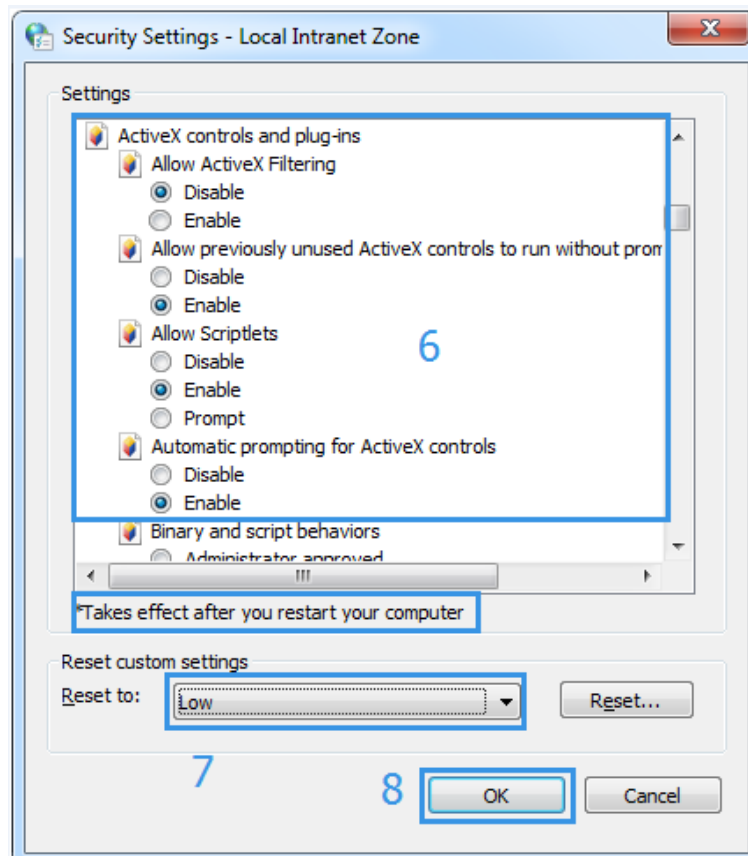 Security Settings - Local Intranet Zone
X
Settings
ActiveX controls and plug-ins
Allow ActiveX Filtering
Disable
Enable
Allow previously unused ActiveX controls to run without prom
Disable
Enable
Allow Scriptlets
6
Disable
Enable
Prompt
Automatic prompting for ActiveX controls
Disable
Enable
Binary and script behaviors
Administrator approved
*Takes effect after you restart your computer
Reset custom settings
Reset to:
Low
Reset...
7
8
OK
Cancel